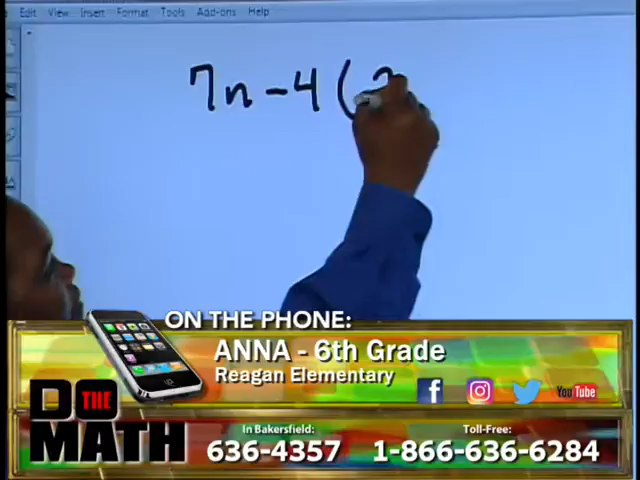 Edit View Insert Format Tools Add-ons Help
7n-4(
ON THE PHONE:
ANNA - 6th Grade
Reagan Elementary
DO THE MATH
In Bakersfield:
636-4357
Toll-Free:
1-866-636-6284
YouTube